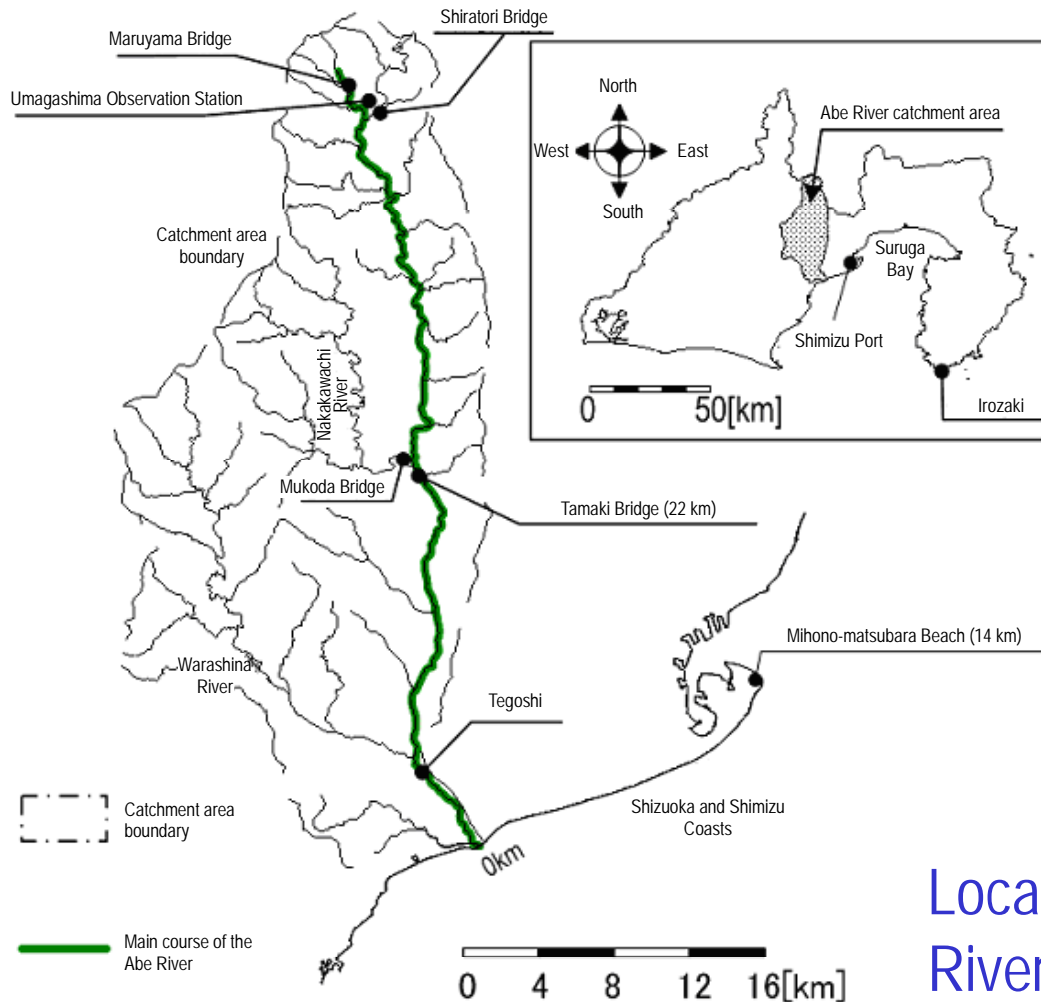 Shiratori Bridge
Maruyama Bridge
Umagashima Observation Station
North
West
East
South
Abe River catchment area
Suruga
Bay
Shimizu Port
Irozaki
0 50[km]
Catchment area
boundary
Nakakawachi
River
Mukoda Bridge
Tamaki Bridge (22 km)
Mihono-matsubara Beach (14 km)
Warashina
River
Tegoshi
Shizuoka and Shimizu
Coasts
0km
Catchment area
boundary
Main course of the
Abe River
0 4 8 12 16[km]
Loca
River